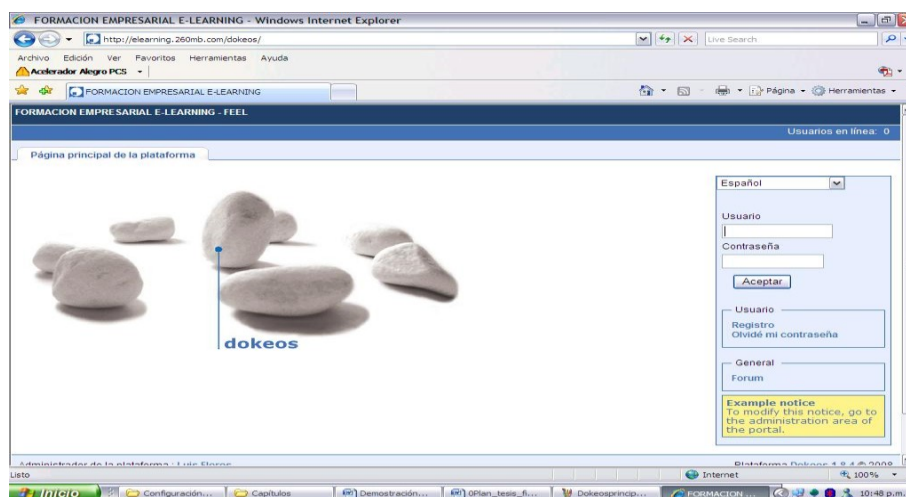 FORMACION EMPRESARIAL E-LEARNING - Windows Internet Explorer
http://elearning.260mb.com/dokeos/
Live Search
Archivo Edición Ver Favoritos Herramientas Ayuda
Acelerador Alegro PCS
FORMACION EMPRESARIAL E-LEARNING
Página
Herramientas
FORMACION EMPRESARIAL E-LEARNING - FEEL
Usuarios en línea: 0
Página principal de la plataforma
Español
Usuario
Contraseña
Aceptar
Usuario
Registro
Olvidé mi contraseña
General
Forum
Example notice
To modify this notice, go to
the administration area of
the portal.
dokeos
Administrador de la plataforma : Luis Flores
Plataforma Dokeos 1.8.4 © 2008
Listo
Internet
100%
Inicio
Configuración...
Capítulos
Demostración...
0Plan_tesis_fi...
Dokeosprincip...
FORMACION ...
10:48 p.m.